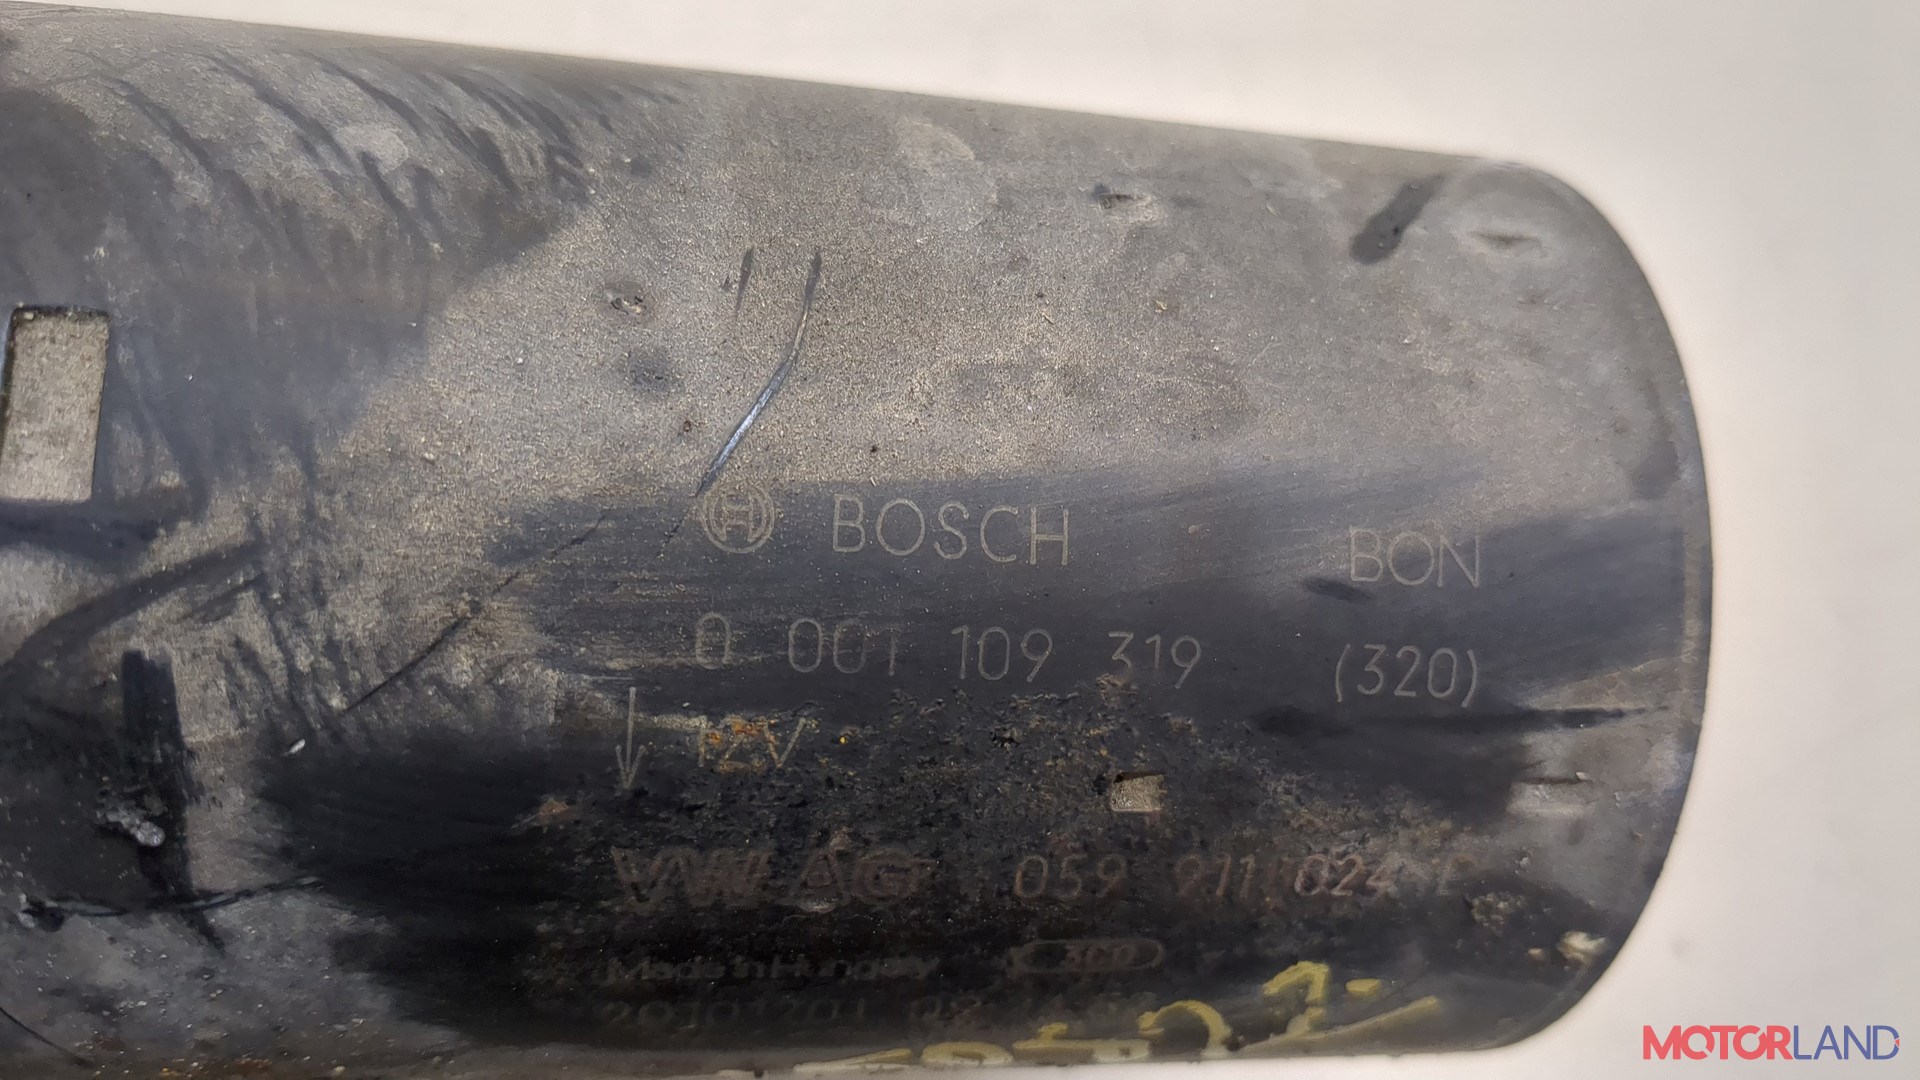 BOSCH BON
0 001 109 319 (320)
12V
VW AG 059 911 024
Made in Hungary
MOTORLAND